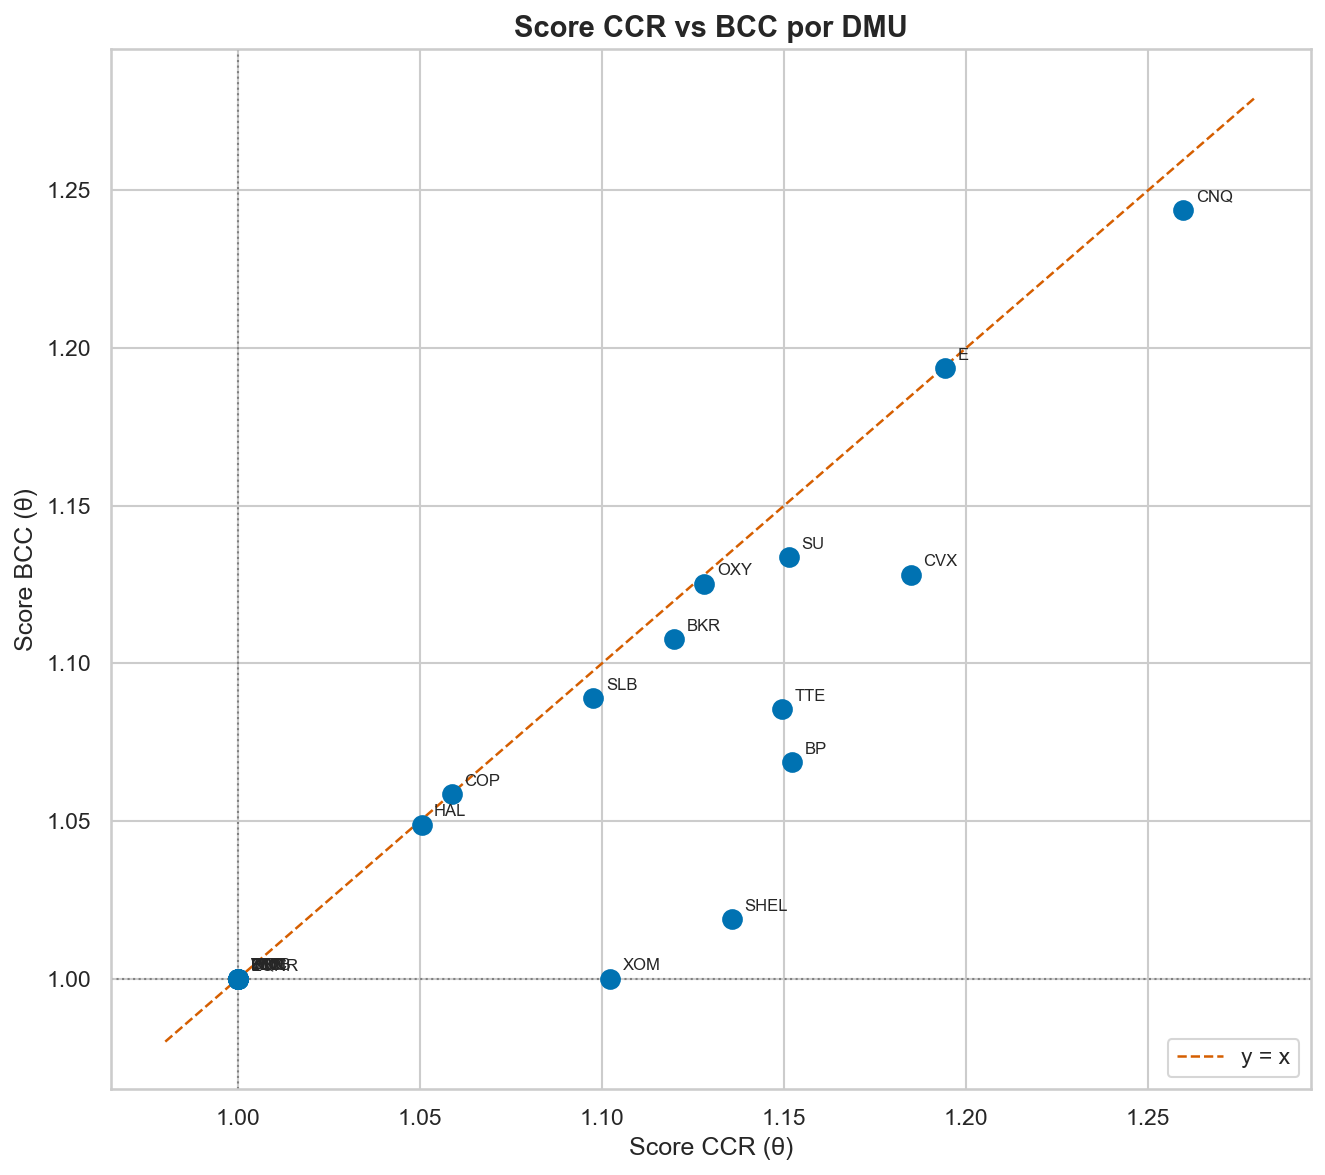 Score CCR vs BCC por DMU
Score BCC (θ)
1.25
1.20
1.15
1.10
1.05
1.00
CNQ
E
SU
OXY
CVX
BKR
SLB
TTE
BP
COP
HAL
SHEL
XOM
y = x
1.00
1.05
1.10
1.15
1.20
1.25
Score CCR (θ)